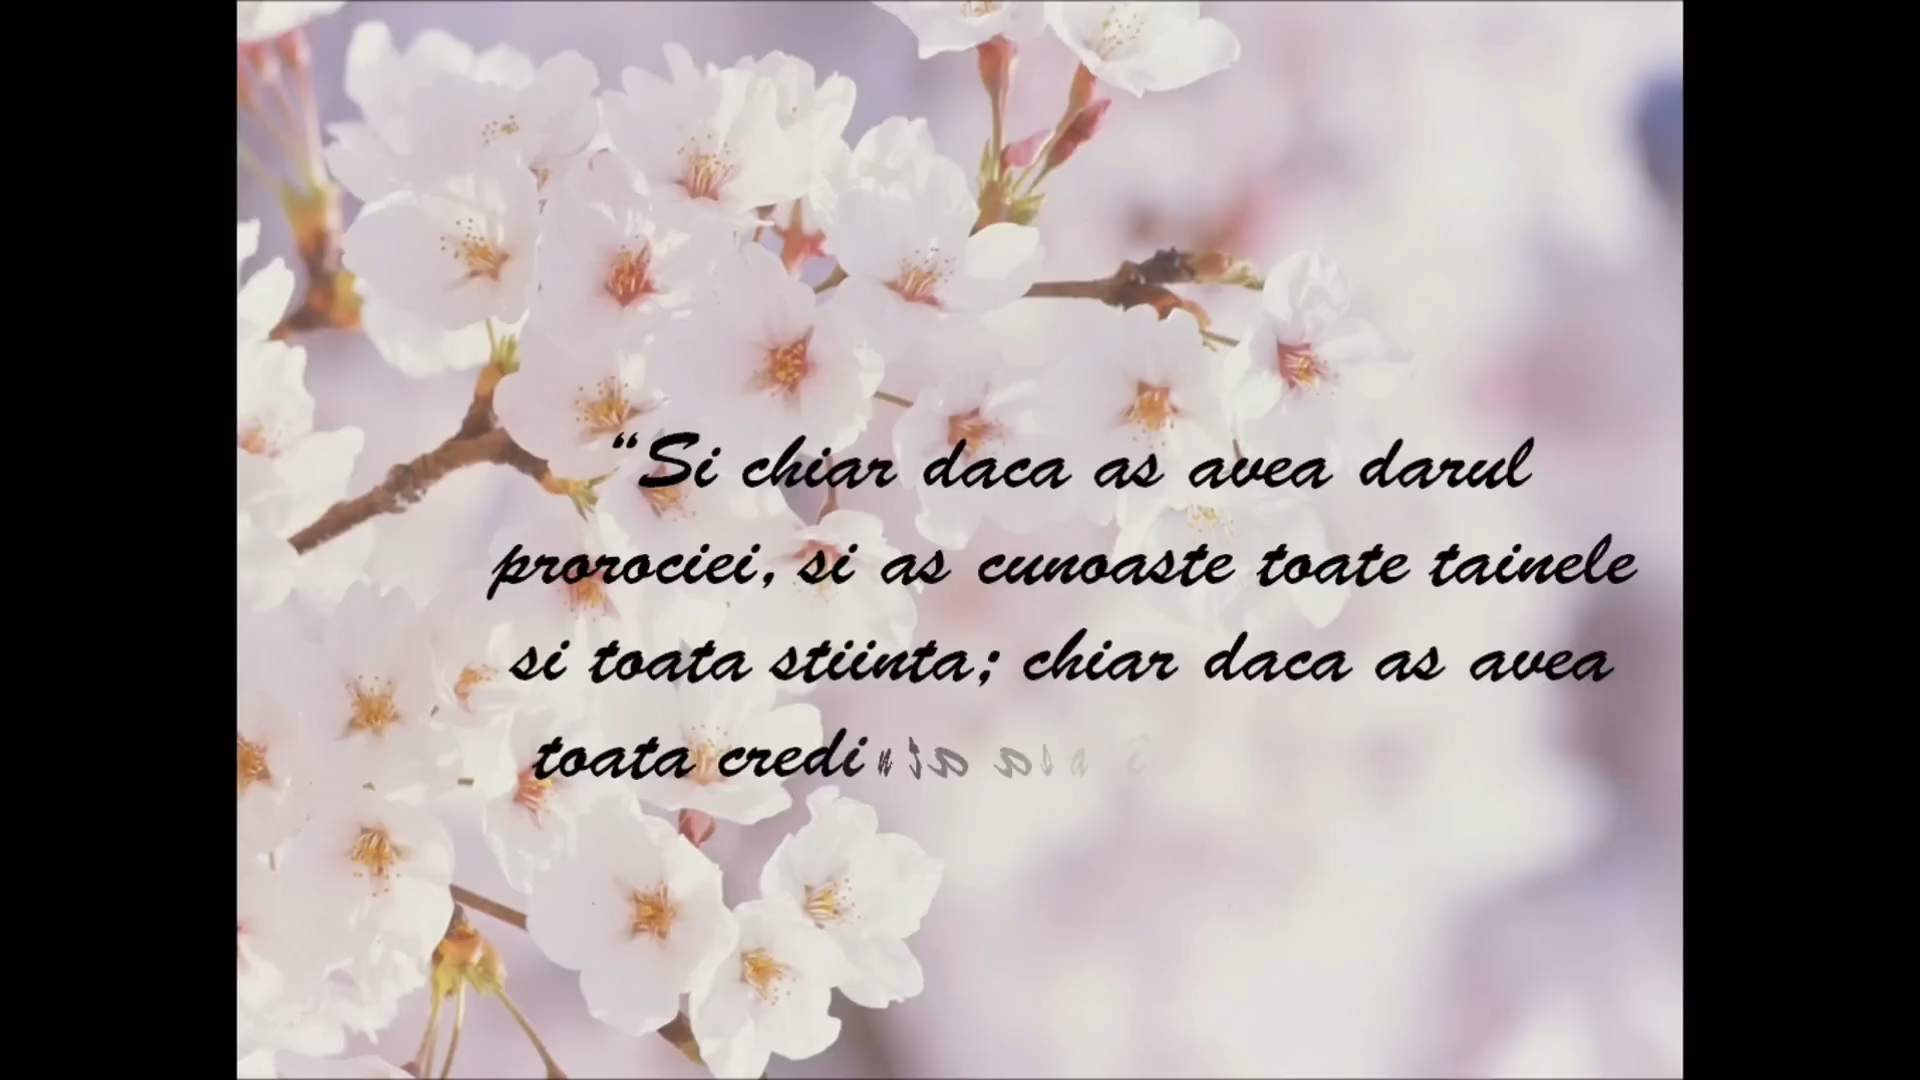 “Si chiar daca as avea darul
prorociei, si as cunoaste toate tainele
si toata stiinta; chiar daca as avea
toata credi